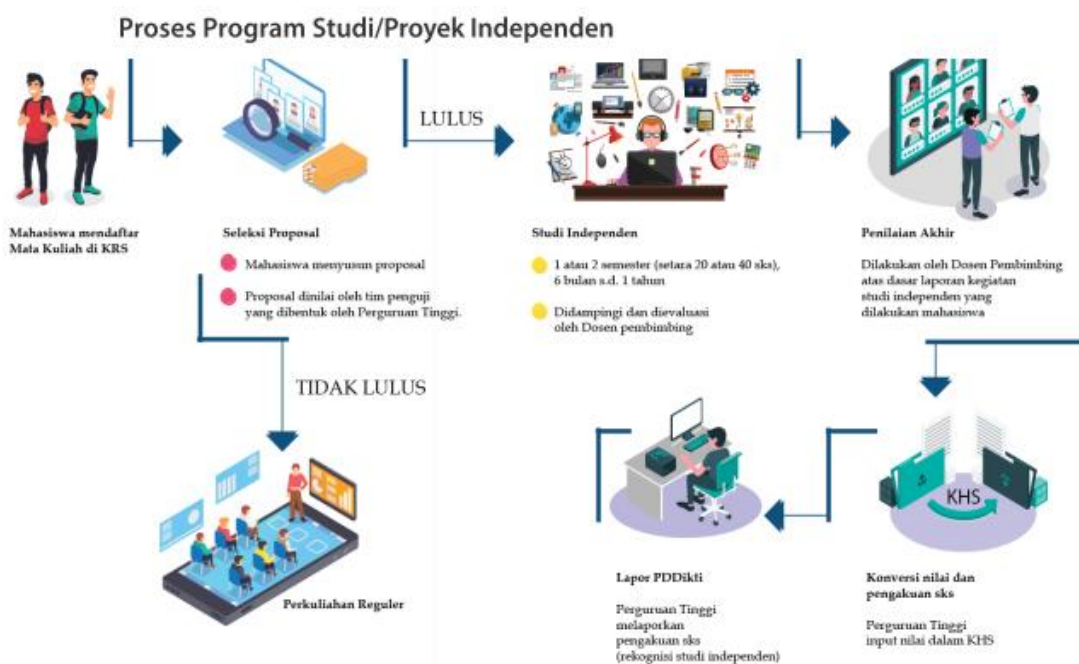 Proses Program Studi/Proyek Independen
LULUS
Mahasiswa mendaftar
Mata Kuliah di KRS
Seleksi Proposal
Mahasiswa menyusun proposal
Proposal dinilai oleh tim penguji
yang dibentuk oleh Perguruan Tinggi.
Studi Independen
1 atau 2 semester (setara 20 atau 40 sks),
6 bulan s.d. 1 tahun
Didampingi dan dievaluasi
oleh Dosen pembimbing
Penilaian Akhir
Dilakukan oleh Dosen Pembimbing
atas dasar laporan kegiatan
studi independen yang
dilakukan mahasiswa
TIDAK LULUS
Perkuliahan Reguler
KHS
Konversi nilai dan
pengakuan sks
Perguruan Tinggi
input nilai dalam KHS
Lapor PDDikti
Perguruan Tinggi
melaporkan
pengakuan sks
(rekognisi studi independen)